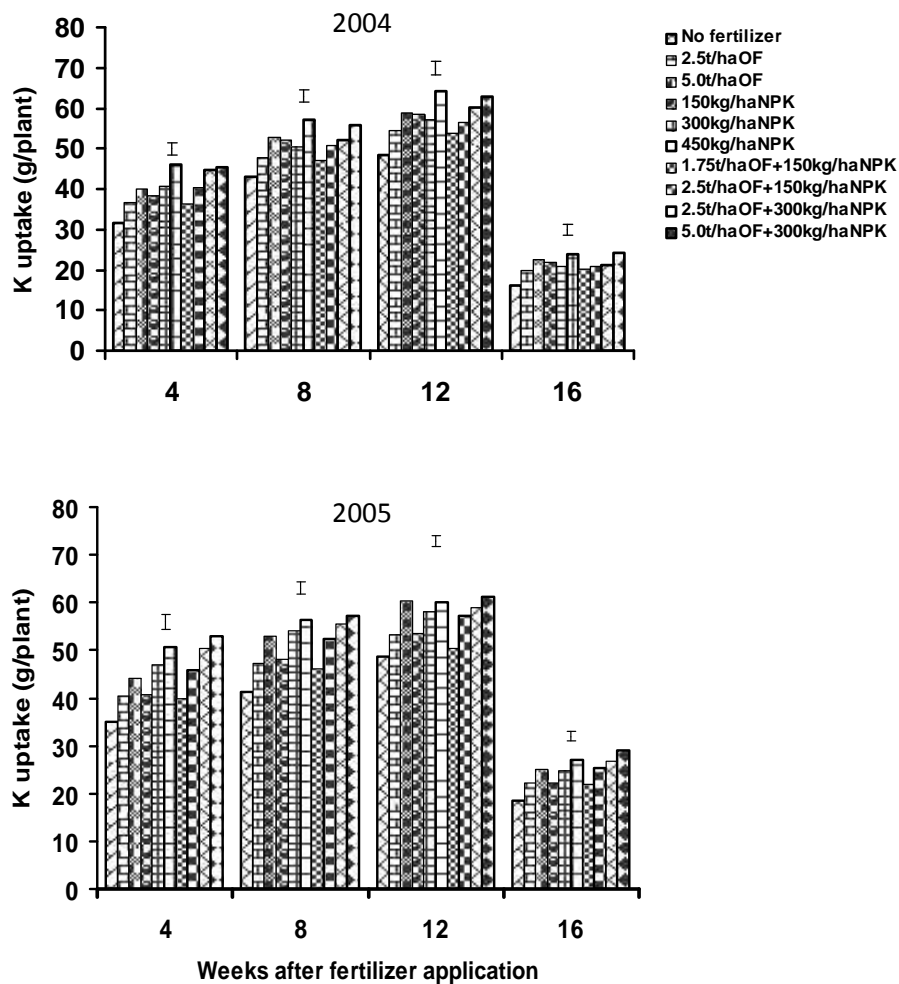 2004
K uptake (g/plant)
80
70
60
50
40
30
20
10
0
4 8 12 16
No fertilizer
2.5t/haOF
5.0t/haOF
150kg/haNPK
300kg/haNPK
450kg/haNPK
1.75t/haOF+150kg/haNPK
2.5t/haOF+150kg/haNPK
2.5t/haOF+300kg/haNPK
5.0t/haOF+300kg/haNPK
2005
K uptake (g/plant)
80
70
60
50
40
30
20
10
0
4 8 12 16
Weeks after fertilizer application